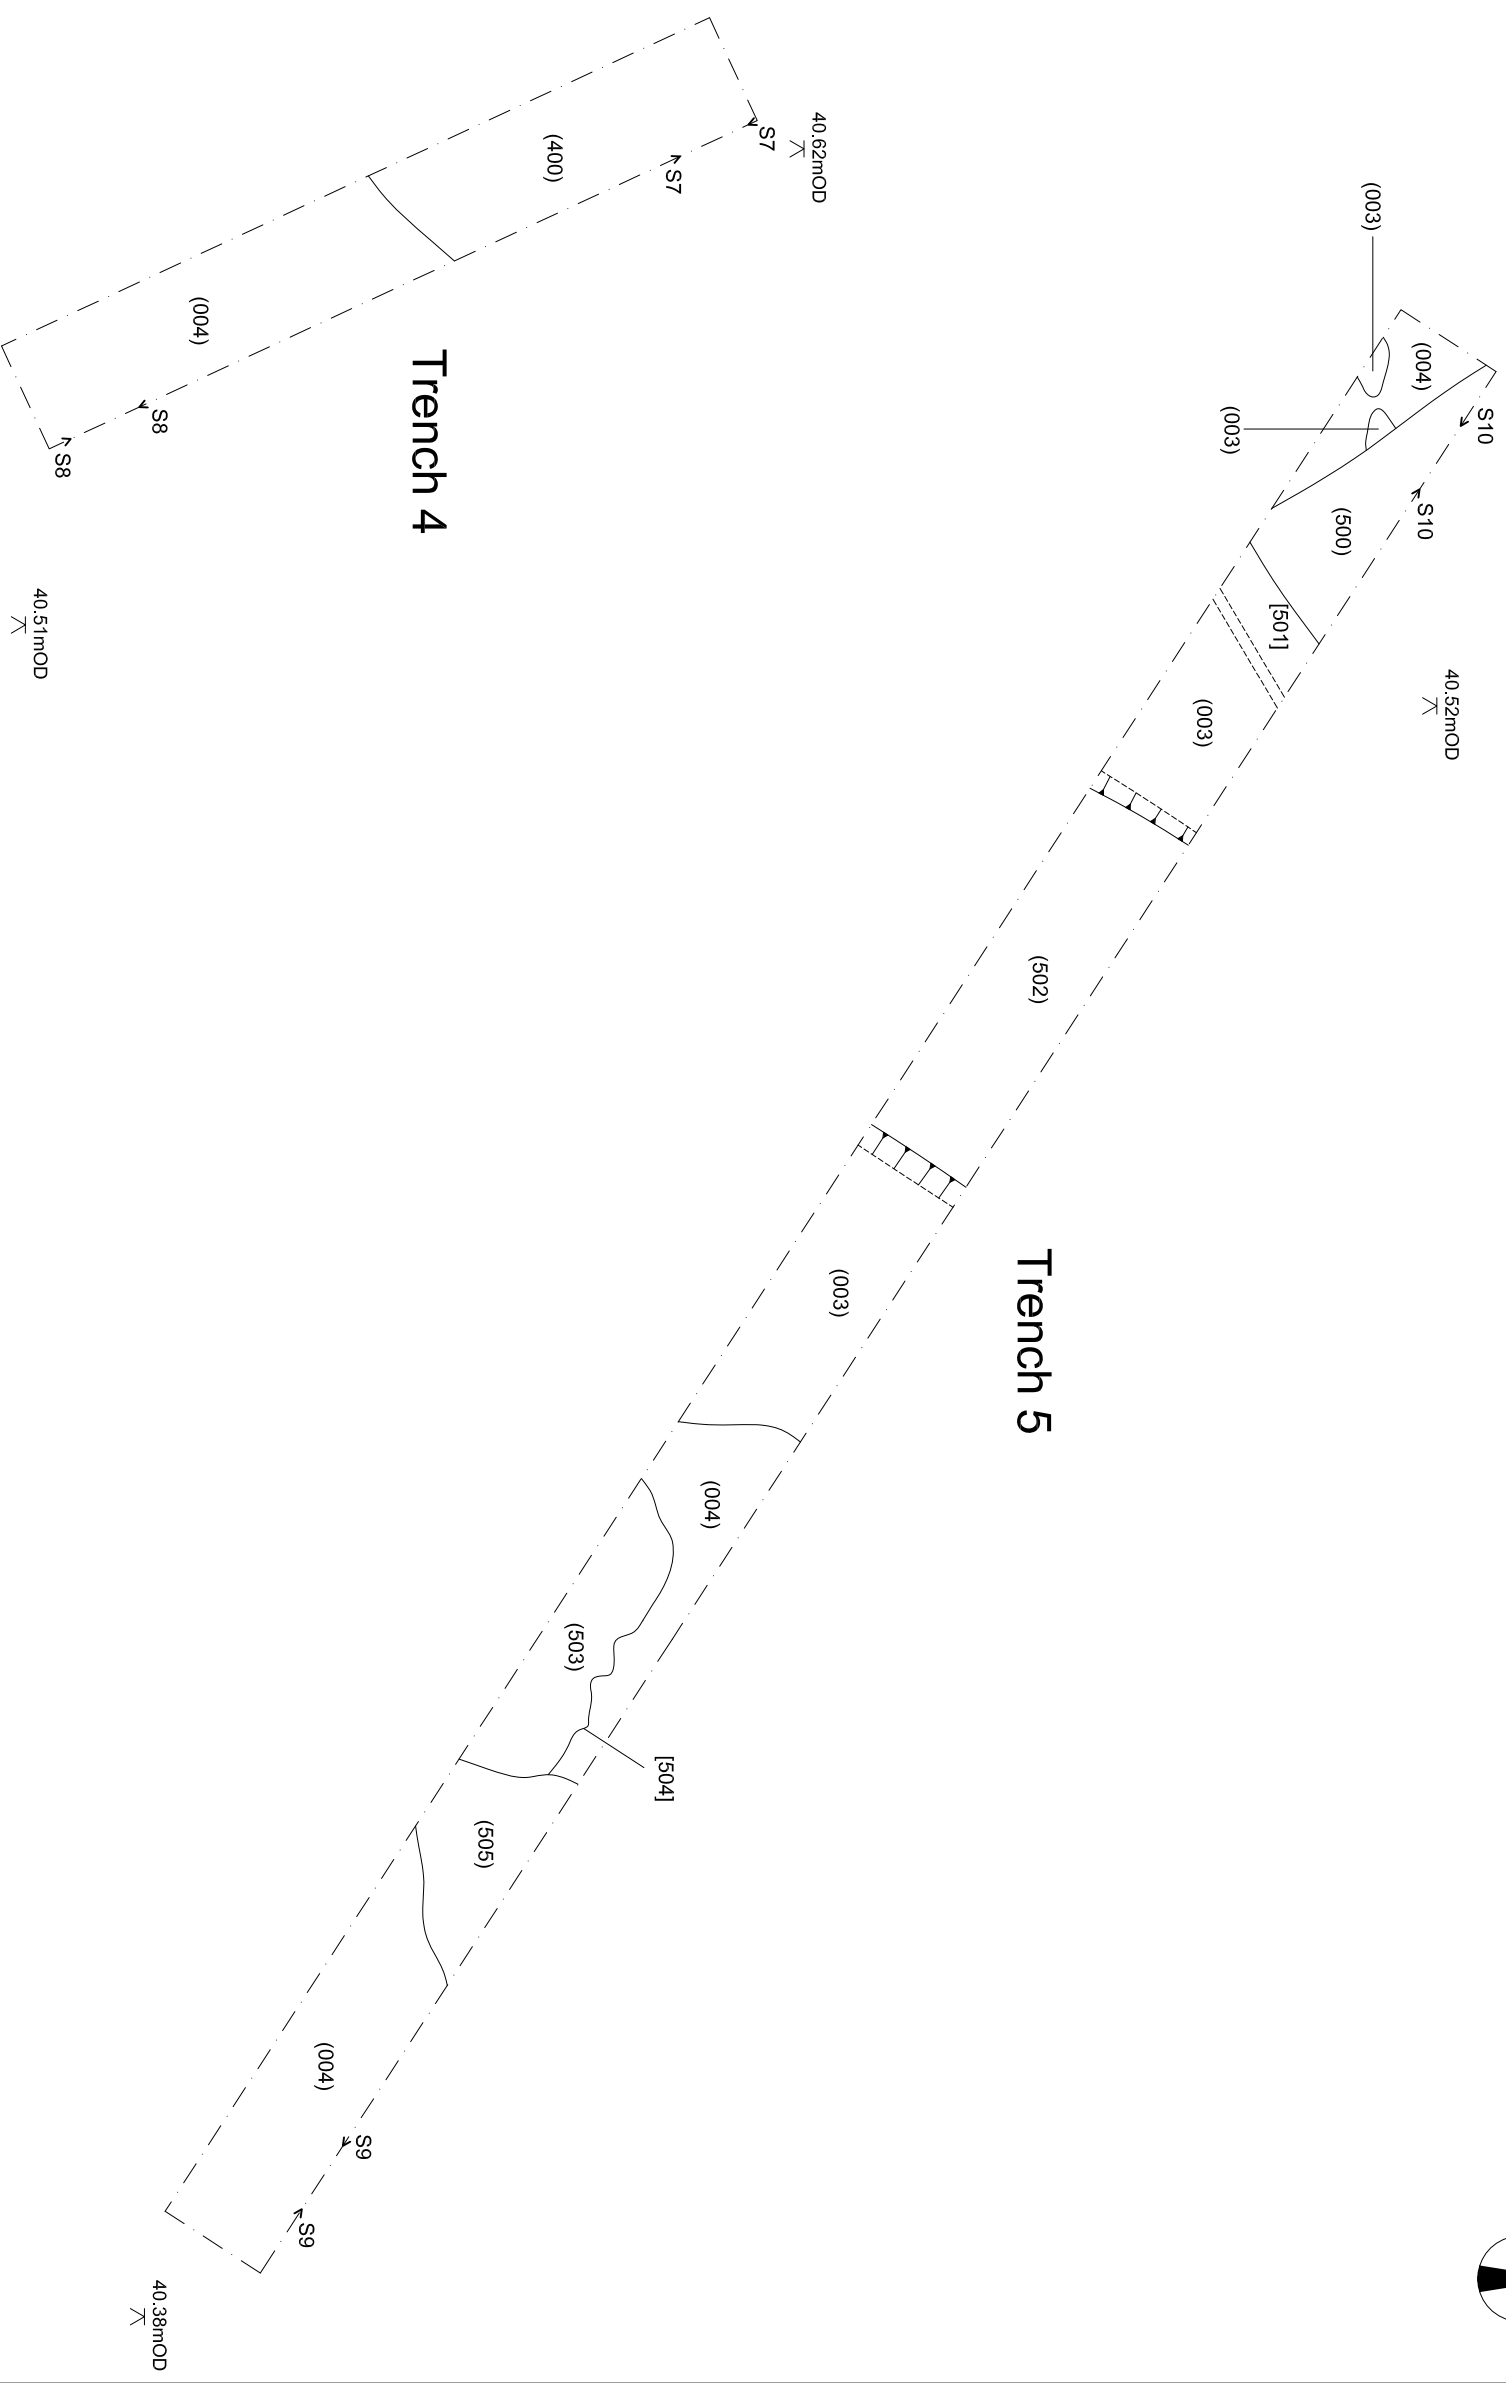 40.62mOD
S7
S7
(400)
(004)
S8
S8
Trench 4
40.51mOD
(003)
(004)
S10
(003)
S10
(500)
[501]
40.52mOD
(003)
(502)
Trench 5
(003)
(004)
(503)
[504]
(505)
(004)
S9
S9
40.38mOD